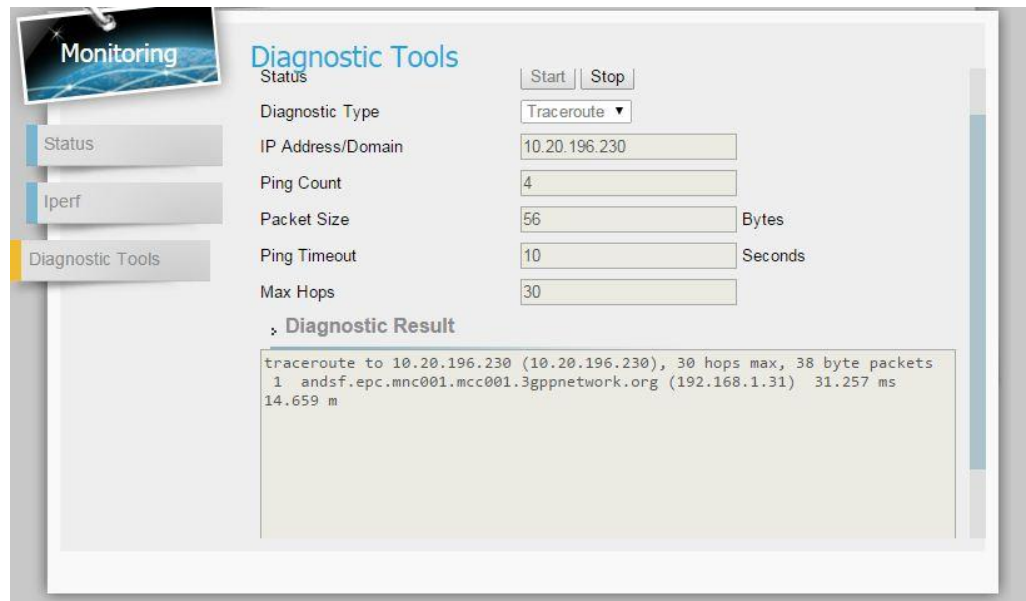 Monitoring
Status
Iperf
Diagnostic Tools
Diagnostic Tools
Status Start Stop
Diagnostic Type Traceroute
IP Address/Domain 10.20.196.230
Ping Count 4
Packet Size 56 Bytes
Ping Timeout 10 Seconds
Max Hops 30
Diagnostic Result
traceroute to 10.20.196.230 (10.20.196.230), 30 hops max, 38 byte packets
1 andsf.epc.mnc001.mcc001.3gppnetwork.org (192.168.1.31) 31.257 ms
14.659 m